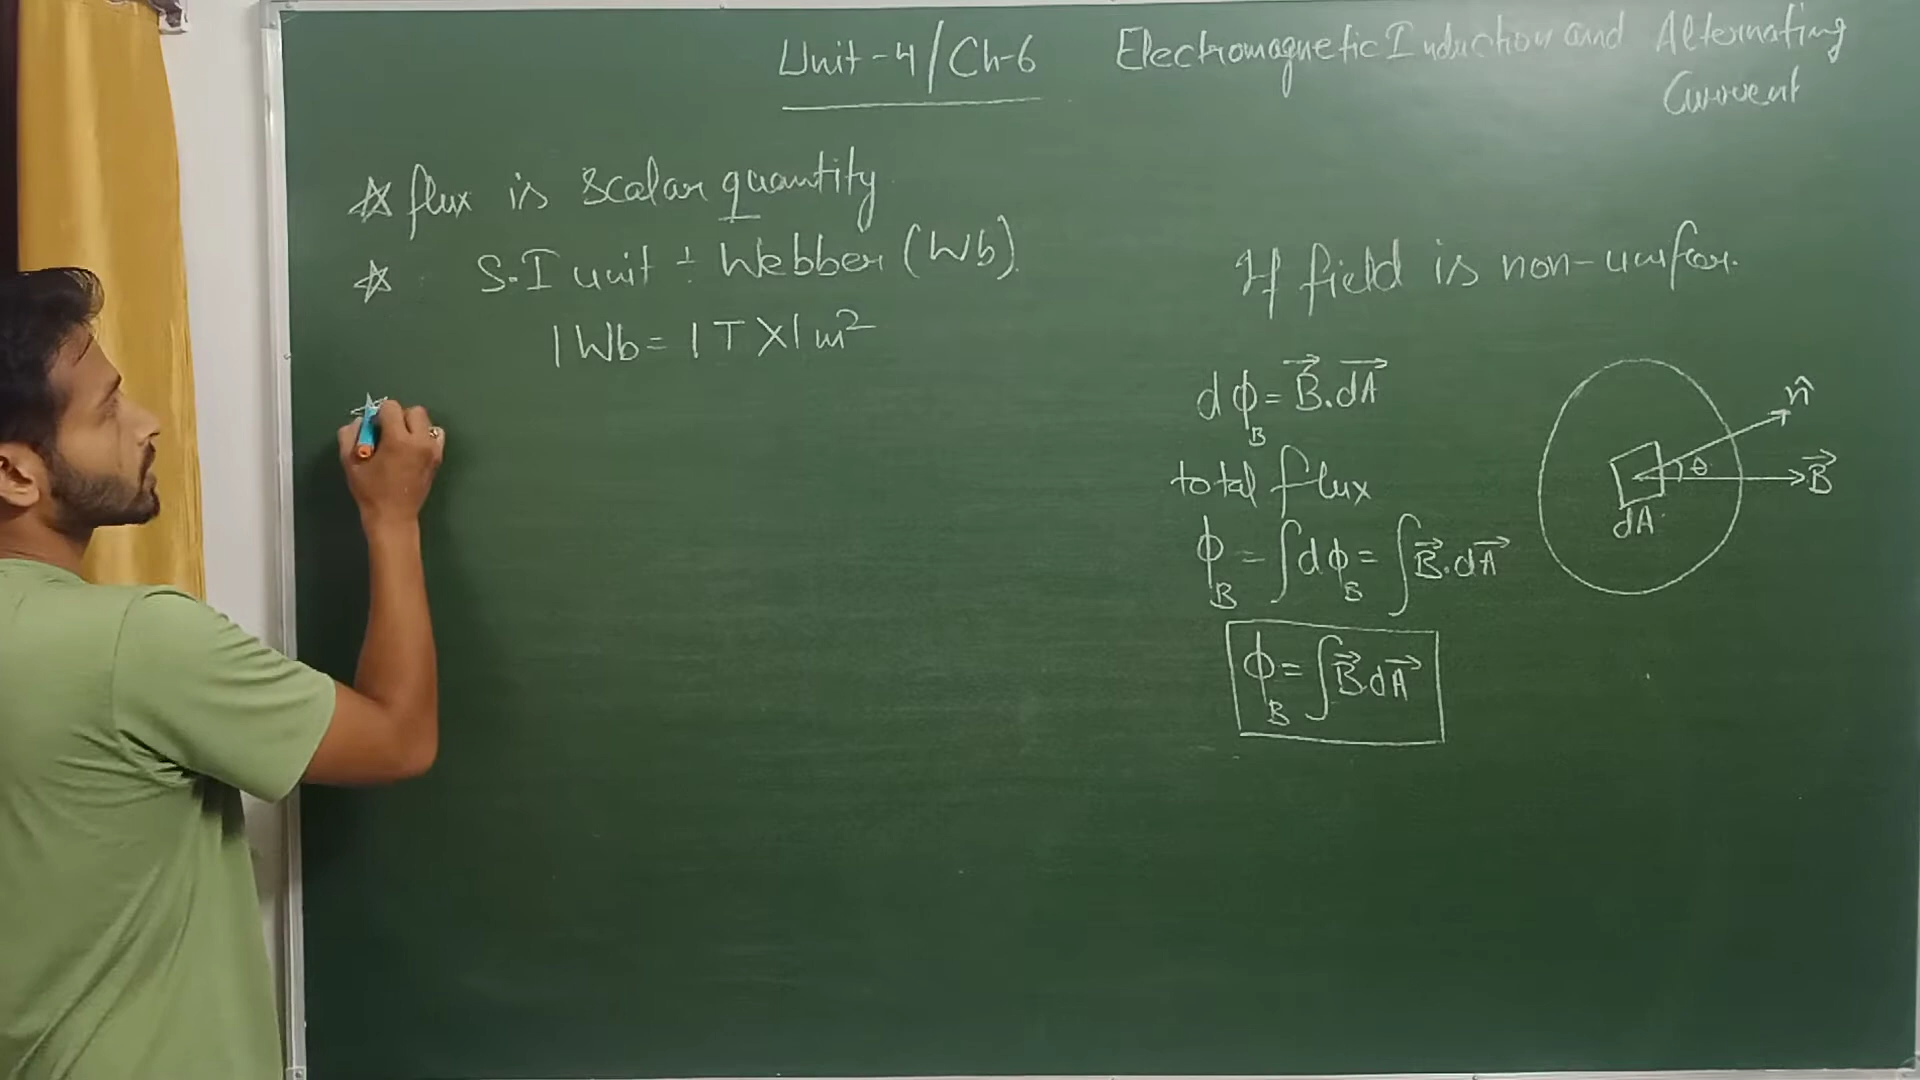 Unit-4/Ch-6 Electromagnetic Induction and Alternating
Current
☆ flux is scalar quantity
☆ S.I unit ÷ Webber (Wb).
1 Wb = 1 T X 1 m²
If field is non-unifor.
dϕ_B = B⃗.dA⃗
total flux
ϕ_B = ∫dϕ_B = ∫B⃗.dA⃗
ϕ_B = ∫B⃗.dA⃗
n̂
θ
B⃗
dA